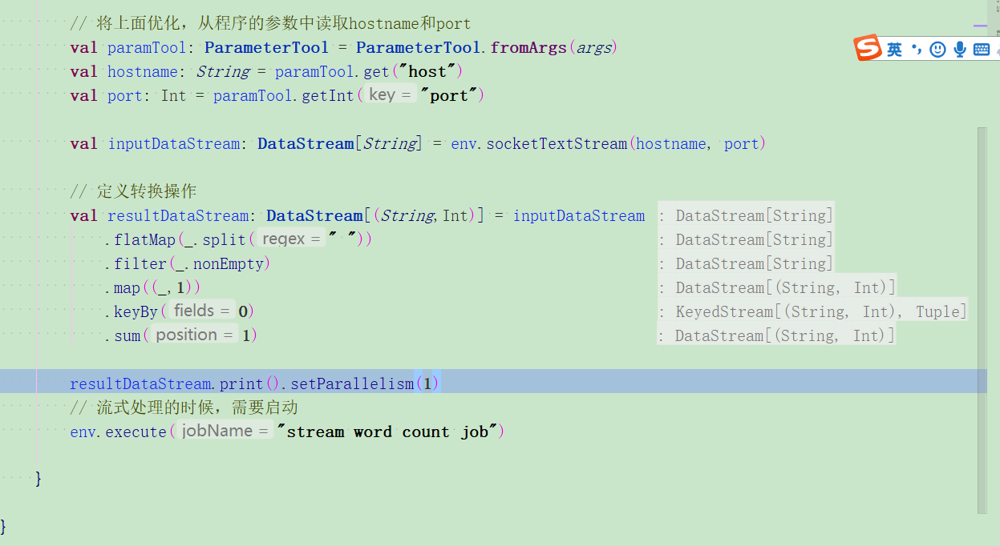 // 将上面优化，从程序的参数中读取hostname和port
val paramTool: ParameterTool = ParameterTool.fromArgs(args)
英
val hostname: String = paramTool.get("host")
val port: Int = paramTool.getInt( key = "port")
val inputDataStream: DataStream[String] = env.socketTextStream(hostname, port)
// 定义转换操作
val resultDataStream: DataStream[(String,Int)] = inputDataStream : DataStream[String]
.flatMap(_.split( regex = " ")) : DataStream[String]
.filter(_.nonEmpty) : DataStream[String]
.map((_,1)) : DataStream[(String, Int)]
.keyBy( fields = 0) : KeyedStream[(String, Int), Tuple]
.sum( position = 1) : DataStream[(String, Int)]
resultDataStream.print().setParallelism(1)
// 流式处理的时候，需要启动
env.execute( jobName = "stream word count job")
}
}